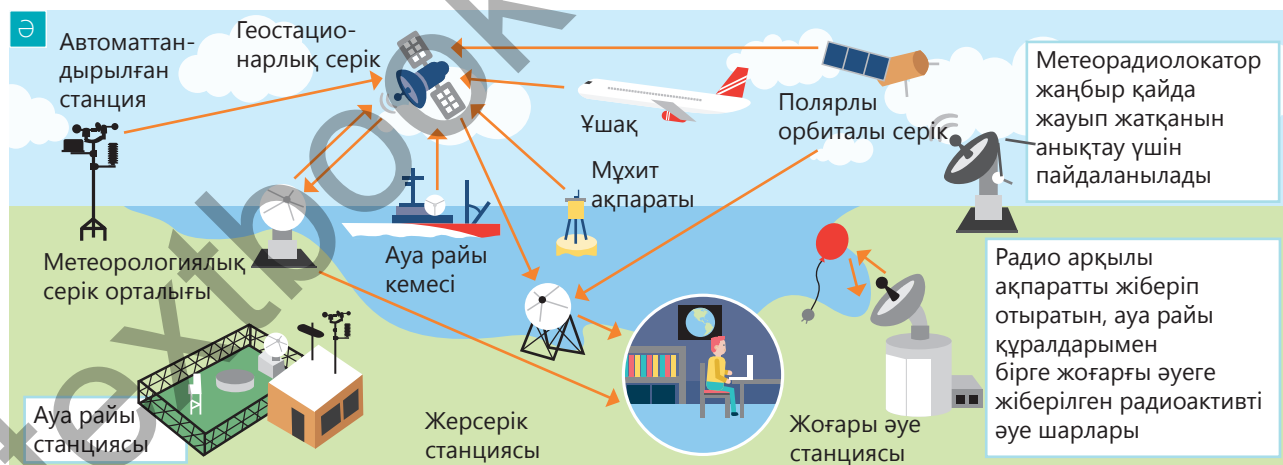 ә
Автоматтан-
дырылған
станция
Геостацио-
нарлық серік
Ұшақ
Полярлы
орбиталы серік
Метеорадиолокатор
жаңбыр қайда
жауып жатқанын
анықтау үшін
пайдаланылады
Мұхит
ақпараты
Метеорологиялық
серік орталығы
Ауа райы
кемесі
Радио арқылы
ақпаратты жіберіп
отыратын, ауа райы
құралдарымен
бірге жоғарғы әуеге
жіберілген радиоактивті
әуе шарлары
Ауа райы
станциясы
Жерсерік
станциясы
Жоғары әуе
станциясы
textbook